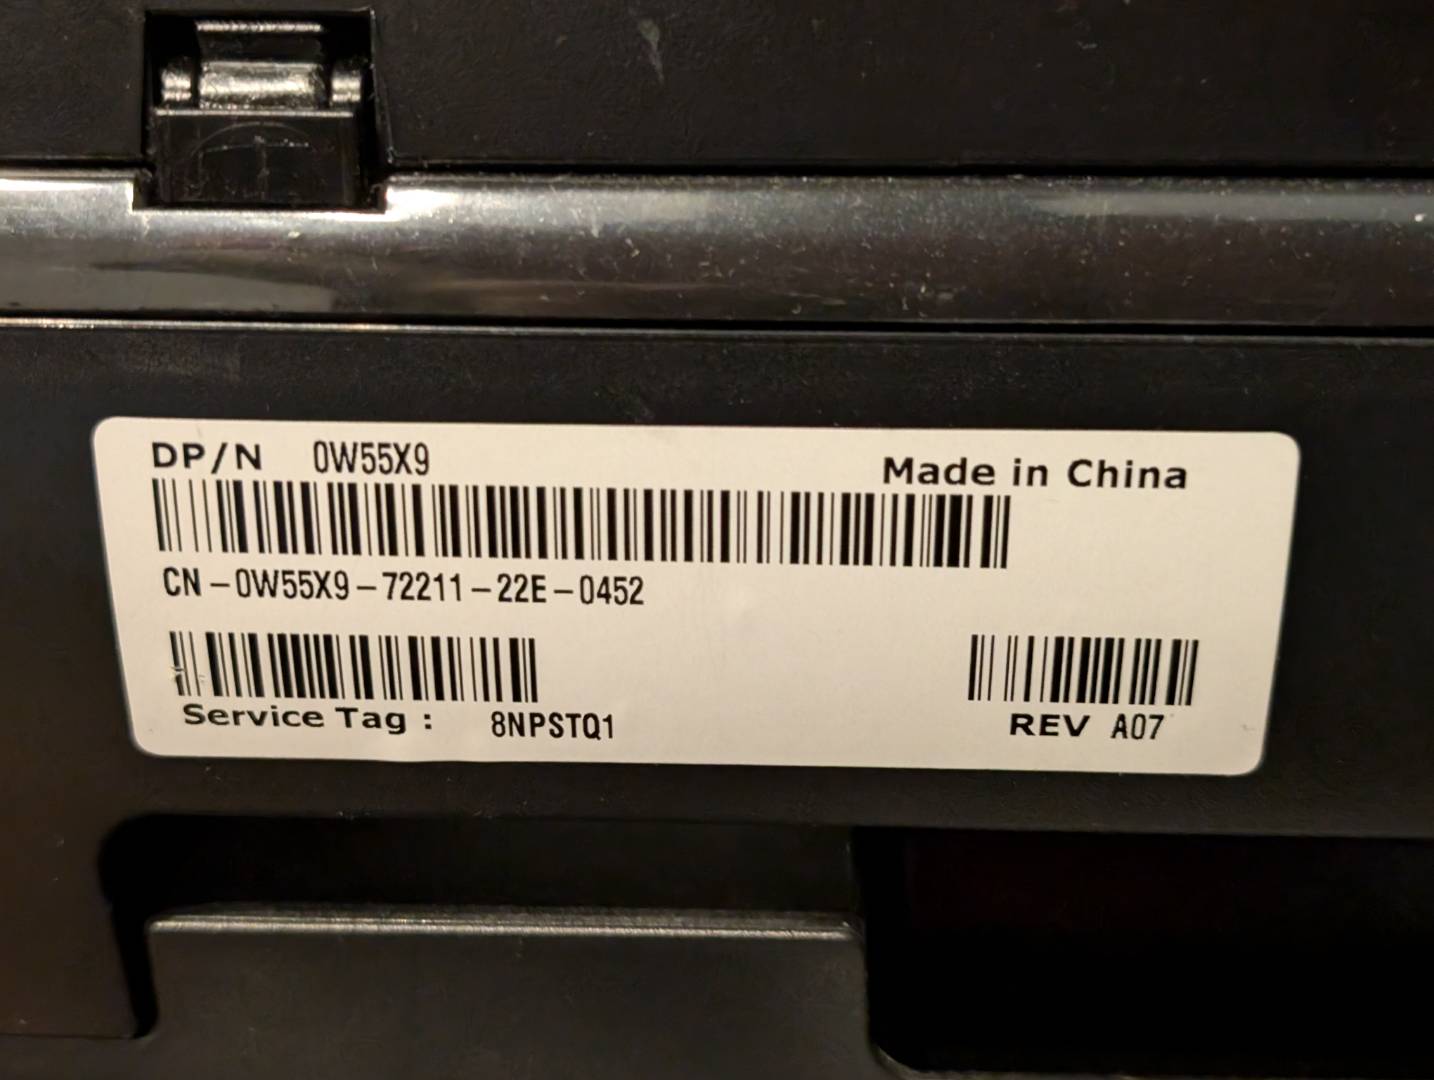 DP/N 0W55X9
Made in China
CN-0W55X9-72211-22E-0452
Service Tag : 8NPSTQ1
REV A07